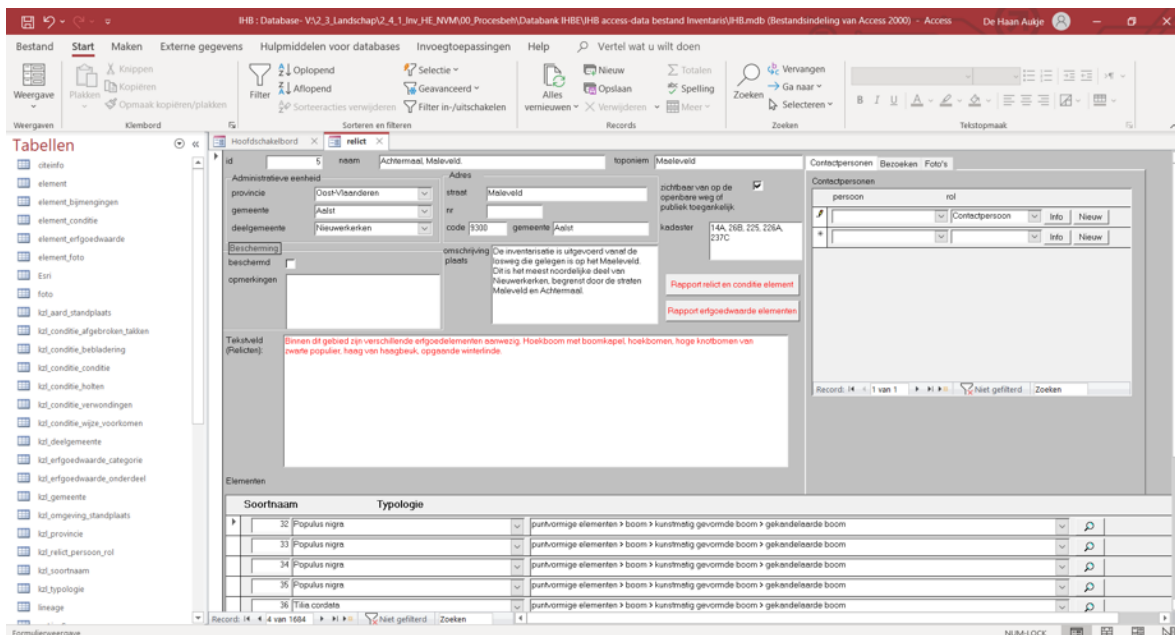 IHB : Database- V:\2_3_Landschap\2_4_1_Inv_HE_NVM\00_Procesbeh\Databank IHBE\IHB access-data bestand Inventaris\IHB.mdb (Bestandsindeling van Access 2000) - Access
De Haan Aukje
Bestand Start Maken Externe gegevens Hulpmiddelen voor databases Invoegtoepassingen Help Vertel wat u wilt doen
Weergave
Plakken
Knippen
Kopiëren
Opmaak kopiëren/plakken
Filter
Oplopend
Aflopend
Sorteeracties verwijderen
Selectie
Geavanceerd
Filter in-/uitschakelen
Alles vernieuwen
Nieuw
Opslaan
Verwijderen
Totalen
Spelling
Meer
Zoeken
Vervangen
Ga naar
Selecteren
B I U A
Weergaven Klembord Sorteren en filteren Records Zoeken Tekstopmaak
Tabellen
citeinfo
element
element_bijmengingen
element_conditie
element_erfgoedwaarde
element_foto
Esri
foto
kzl_aard_standplaats
kzl_conditie_afgebroken_takken
kzl_conditie_bebladering
kzl_conditie_conditie
kzl_conditie_holten
kzl_conditie_verwondingen
kzl_conditie_wijze_voorkomen
kzl_deelgemeente
kzl_erfgoedwaarde_categorie
kzl_erfgoedwaarde_onderdeel
kzl_gemeente
kzl_omgeving_standplaats
kzl_provincie
kzl_relict_persoon_rol
kzl_soortnaam
kzl_typologie
lineage
Hoofdschakelbord relict
id 5 naam Achtermaal, Maleveld. toponiem Maeleveld
Administratieve eenheid
provincie Oost-Vlaanderen
gemeente Aalst
deelgemeente Nieuwerkerken
Adres
straat Maleveld
nr
code 9300 gemeente Aalst
zichtbaar van op de
openbare weg of
publiek toegankelijk
kadaster 14A, 26B, 225, 226A,
237C
Bescherming
beschermd
opmerkingen
omschrijving
plaats
De inventarisatie is uitgevoerd vanaf de
losweg die gelegen is op het Maeleveld.
Dit is het meest noordelijke deel van
Nieuwerkerken, begrenst door de straten
Maleveld en Achtermaal.
Rapport relict en conditie element
Rapport erfgoedwaarde elementen
Tekstveld
(Relicten):
Binnen dit gebied zijn verschillende erfgoedelementen aanwezig. Hoekboom met boomkapel, hoekbomen, hoge knotbomen van
zwarte populier, haag van haagbeuk, opgaande winterlinde.
Contactpersonen Bezoeken Foto's
Contactpersonen
persoon rol
Contactpersoon Info Nieuw
Info Nieuw
Record: 1 van 1 Niet gefilterd Zoeken
Elementen
Soortnaam Typologie
32 Populus nigra puntvormige elementen > boom > kunstmatig gevormde boom > gekandelaarde boom
33 Populus nigra puntvormige elementen > boom > kunstmatig gevormde boom > gekandelaarde boom
34 Populus nigra puntvormige elementen > boom > kunstmatig gevormde boom > gekandelaarde boom
35 Populus nigra puntvormige elementen > boom > kunstmatig gevormde boom > gekandelaarde boom
36 Tilia cordata puntvormige elementen > boom > kunstmatig gevormde boom > gekandelaarde boom
Record: 4 van 1684 Niet gefilterd Zoeken
Formulierweergave
NUM-LOCK